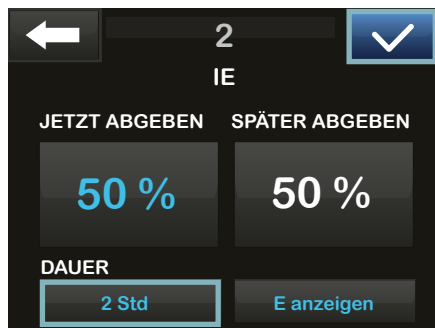 2
IE
JETZT ABGEBEN SPÄTER ABGEBEN
50 % 50 %
DAUER
2 Std E anzeigen